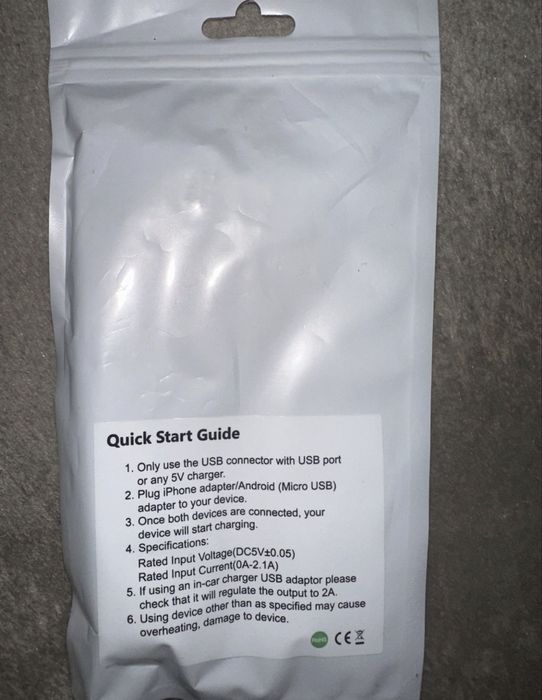 Quick Start Guide
1. Only use the USB connector with USB port
or any 5V charger.
2. Plug iPhone adapter/Android (Micro USB)
adapter to your device.
3. Once both devices are connected, your
device will start charging.
4. Specifications:
Rated Input Voltage(DC5V±0.05)
Rated Input Current(0A-2.1A)
5. If using an in-car charger USB adaptor please
check that it will regulate the output to 2A.
6. Using device other than as specified may cause
overheating, damage to device.
RoHS CE